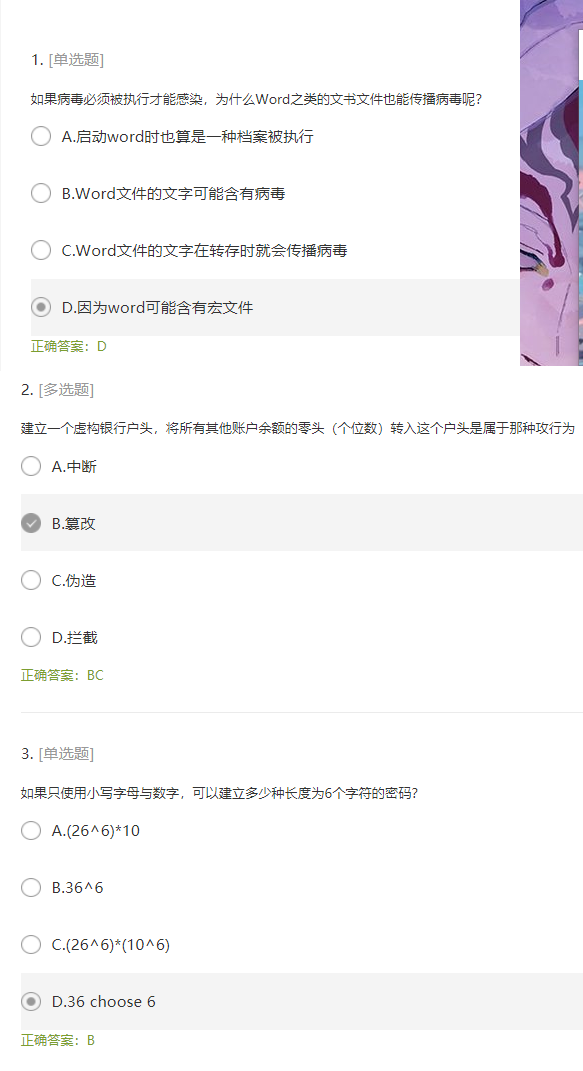 1. [单选题]
如果病毒必须被执行才能感染，为什么Word之类的文书文件也能传播病毒呢？
A.启动word时也算是一种档案被执行
B.Word文件的文字可能含有病毒
C.Word文件的文字在转存时就会传播病毒
D.因为word可能含有宏文件
正确答案：D
2. [多选题]
建立一个虚构银行户头，将所有其他账户余额的零头（个位数）转入这个户头是属于那种攻行为
A.中断
B.篡改
C.伪造
D.拦截
正确答案：BC
3. [单选题]
如果只使用小写字母与数字，可以建立多少种长度为6个字符的密码？
A.(26^6)*10
B.36^6
C.(26^6)*(10^6)
D.36 choose 6
正确答案：B